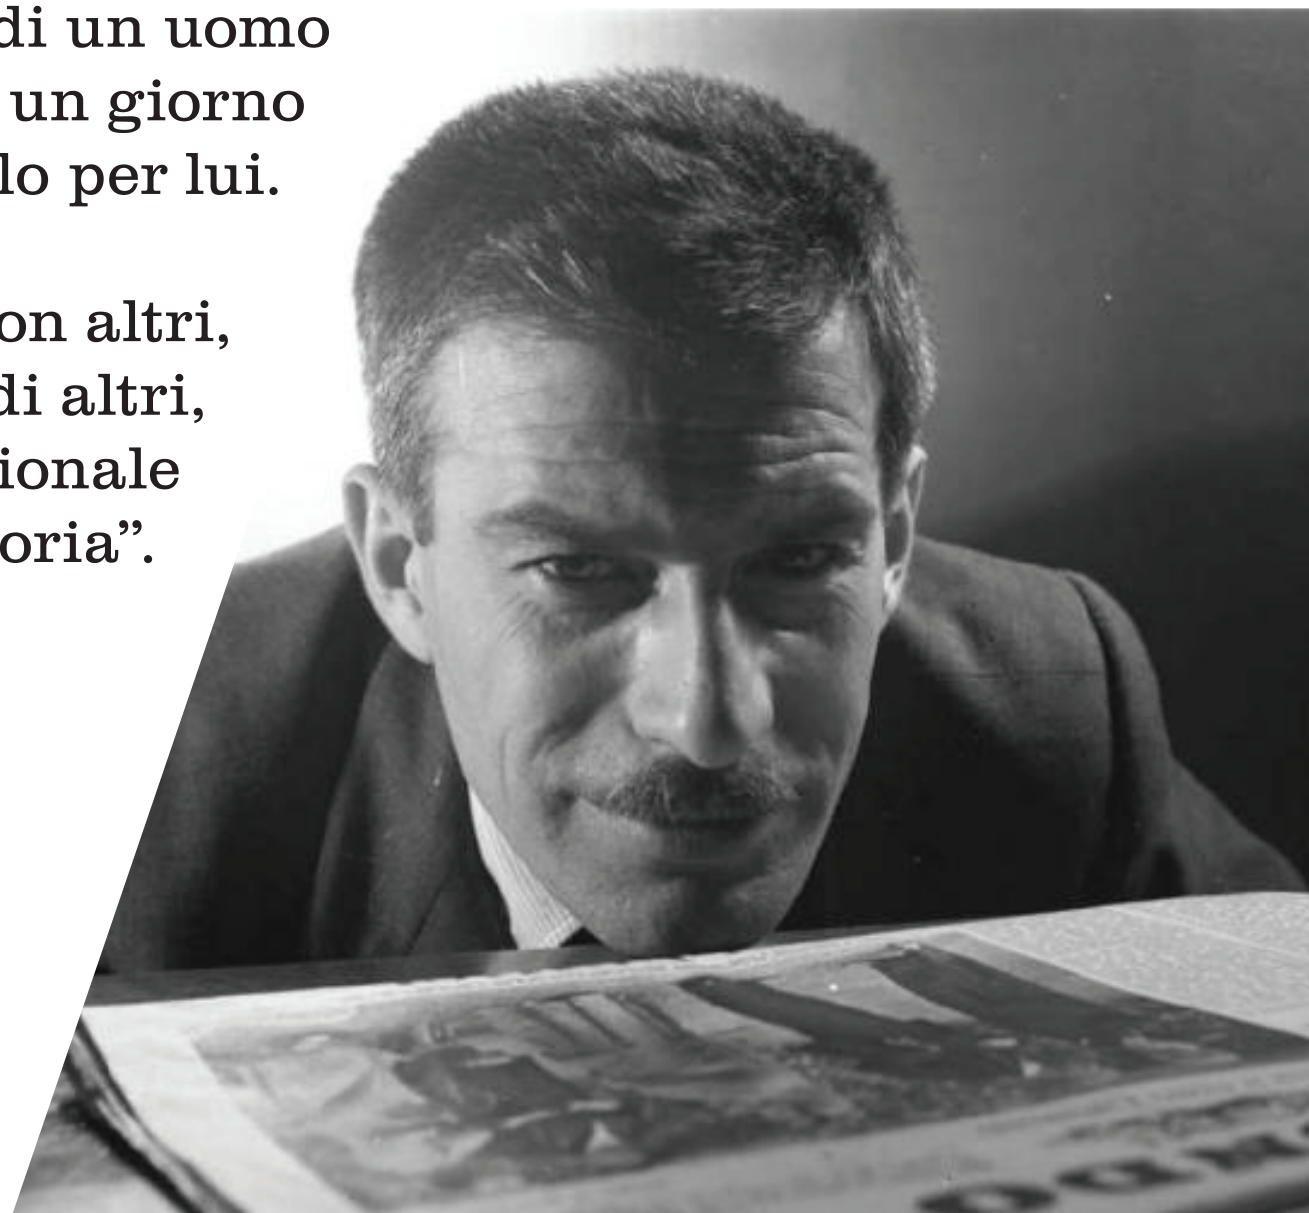 di un uomo
un giorno
lo per lui.
on altri,
di altri,
ionale
oria”.